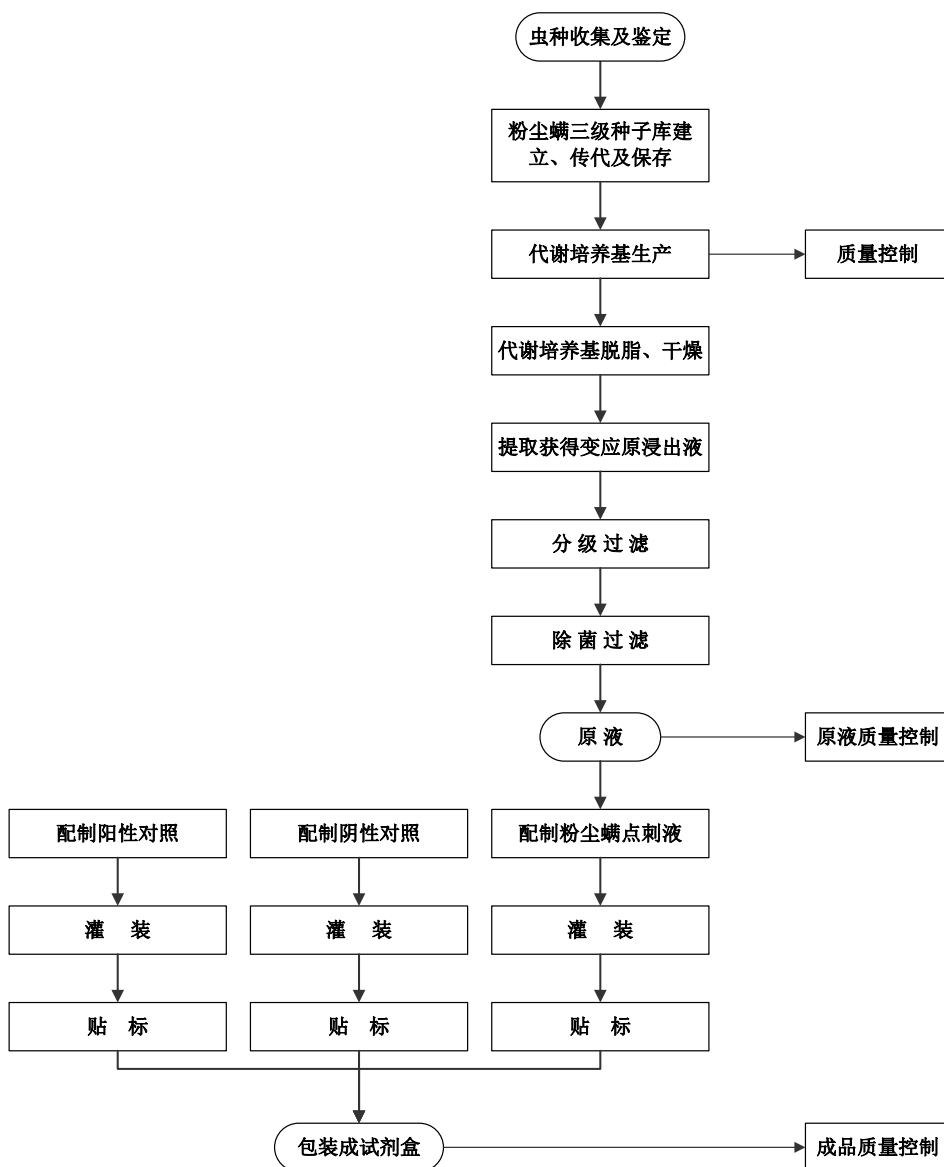 虫种收集及鉴定
粉尘螨三级种子库建
立、传代及保存
代谢培养基生产
质量控制
代谢培养基脱脂、干燥
提取获得变应原浸出液
分 级 过 滤
除 菌 过 滤
原 液
原液质量控制
配制阳性对照
配制阴性对照
配制粉尘螨点刺液
灌 装
灌 装
灌 装
贴 标
贴 标
贴 标
包装成试剂盒
成品质量控制